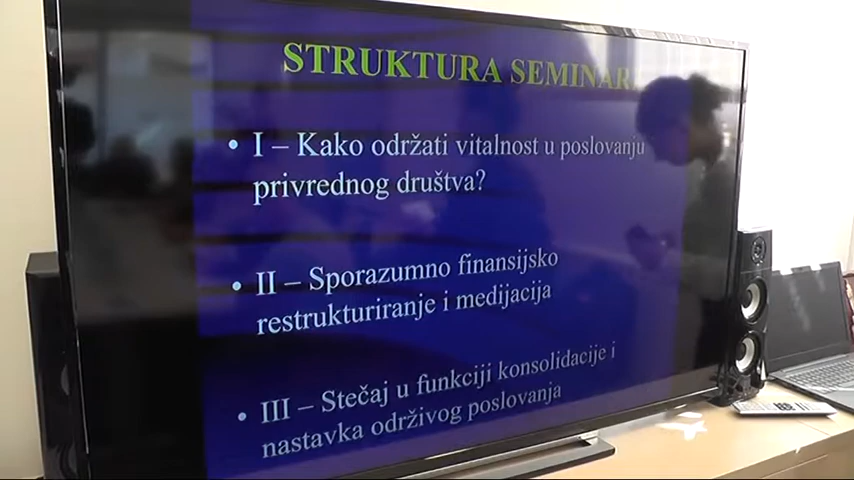 STRUKTURA SEMINARA
• I – Kako održati vitalnost u poslovanju
privrednog društva?
• II – Sporazumno finansijsko
restrukturiranje i medijacija
• III – Stečaj u funkciji konsolidacije i
nastavka održivog poslovanja